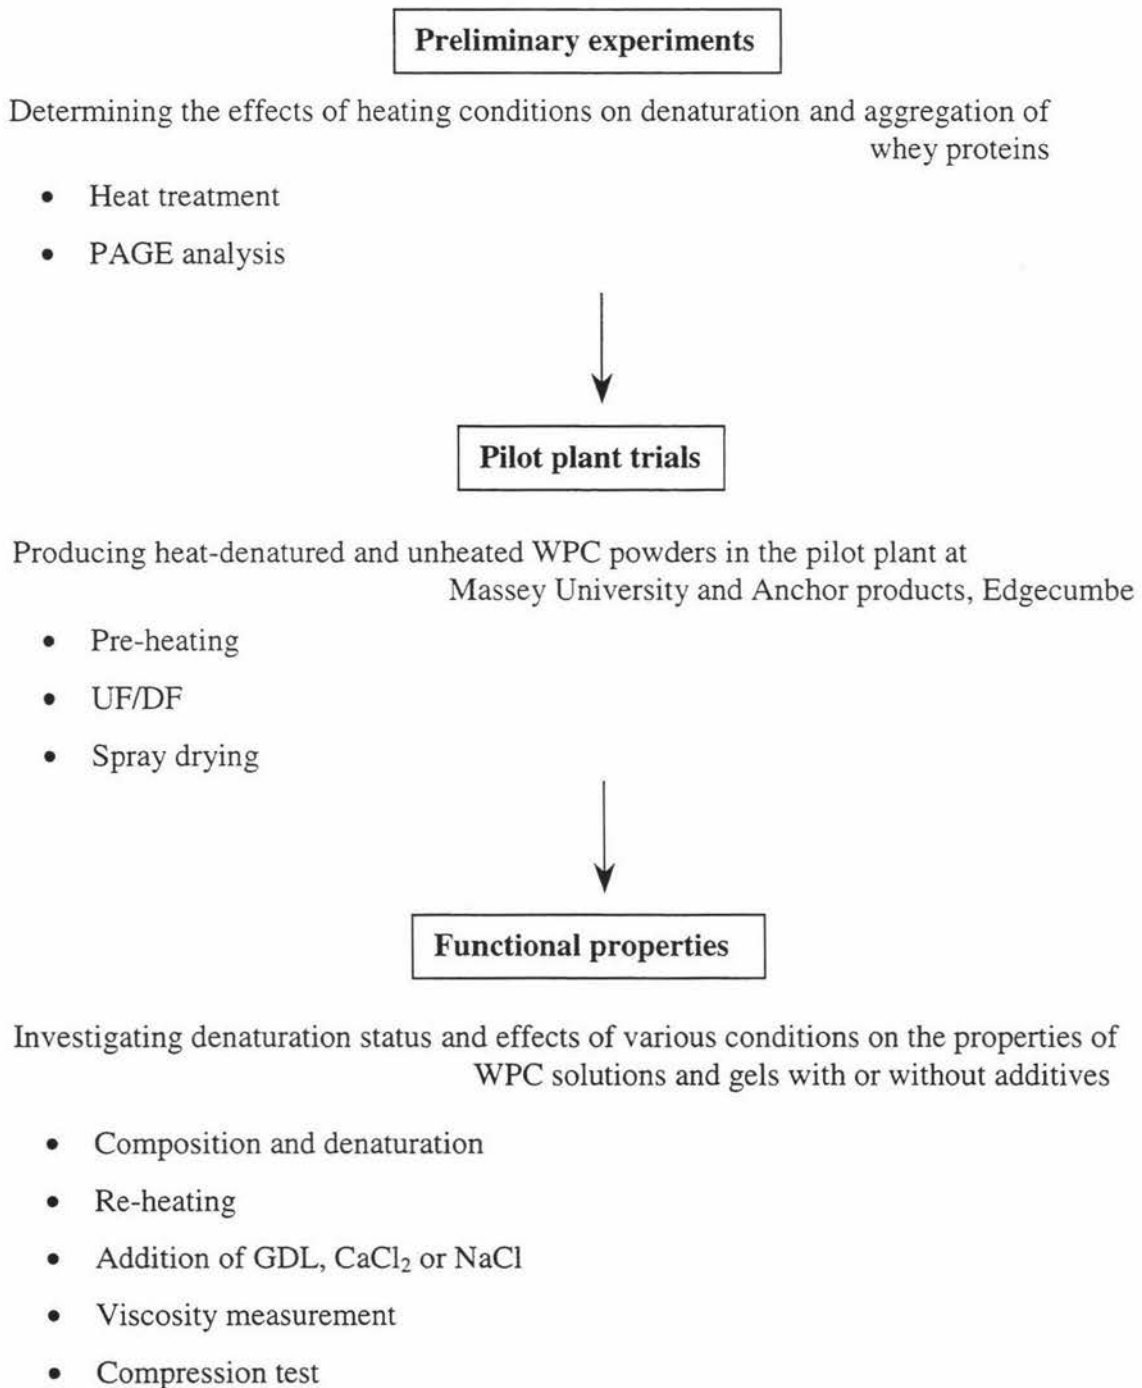 Preliminary experiments
Determining the effects of heating conditions on denaturation and aggregation of
whey proteins
• Heat treatment
• PAGE analysis
Pilot plant trials
Producing heat-denatured and unheated WPC powders in the pilot plant at
Massey University and Anchor products, Edgecumbe
• Pre-heating
• UF/DF
• Spray drying
Functional properties
Investigating denaturation status and effects of various conditions on the properties of
WPC solutions and gels with or without additives
• Composition and denaturation
• Re-heating
• Addition of GDL, CaCl₂ or NaCl
• Viscosity measurement
• Compression test